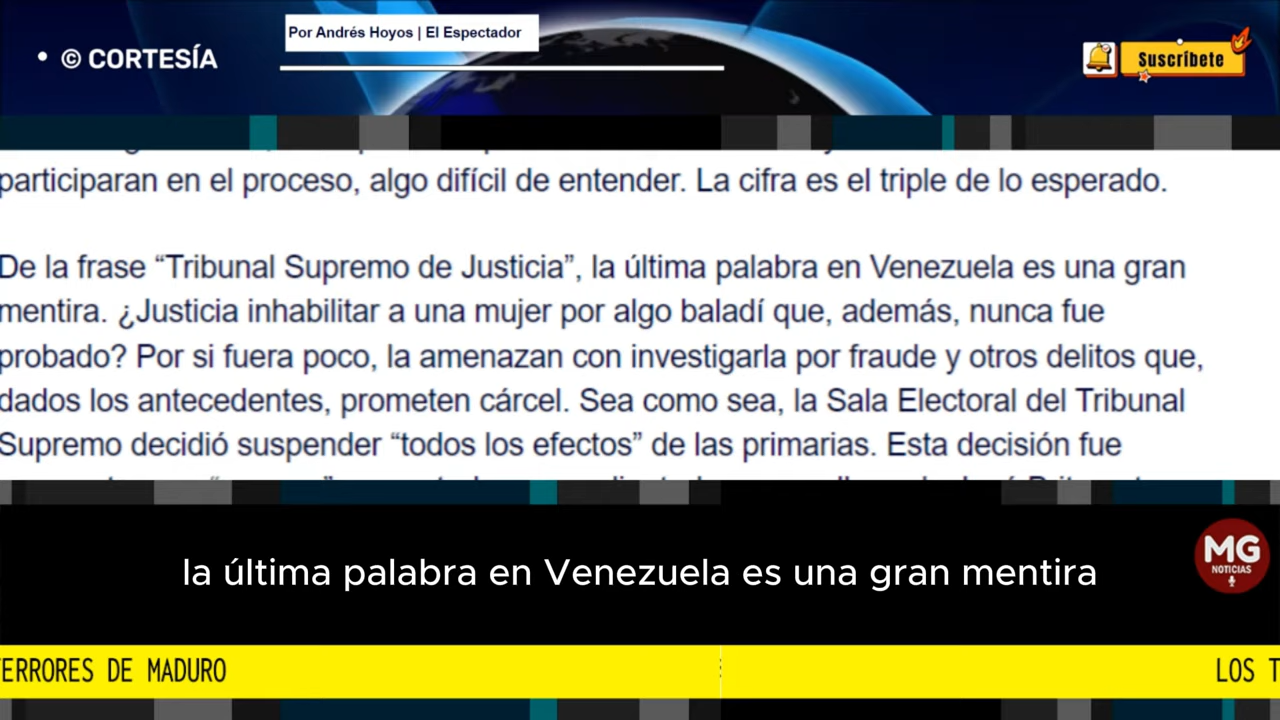 Por Andrés Hoyos | El Espectador
• © CORTESÍA
Suscríbete
participaran en el proceso, algo difícil de entender. La cifra es el triple de lo esperado.
De la frase “Tribunal Supremo de Justicia”, la última palabra en Venezuela es una gran
mentira. ¿Justicia inhabilitar a una mujer por algo baladí que, además, nunca fue
probado? Por si fuera poco, la amenazan con investigarla por fraude y otros delitos que,
dados los antecedentes, prometen cárcel. Sea como sea, la Sala Electoral del Tribunal
Supremo decidió suspender “todos los efectos” de las primarias. Esta decisión fue
la última palabra en Venezuela es una gran mentira
MG
NOTICIAS
ERRORES DE MADURO
LOS T